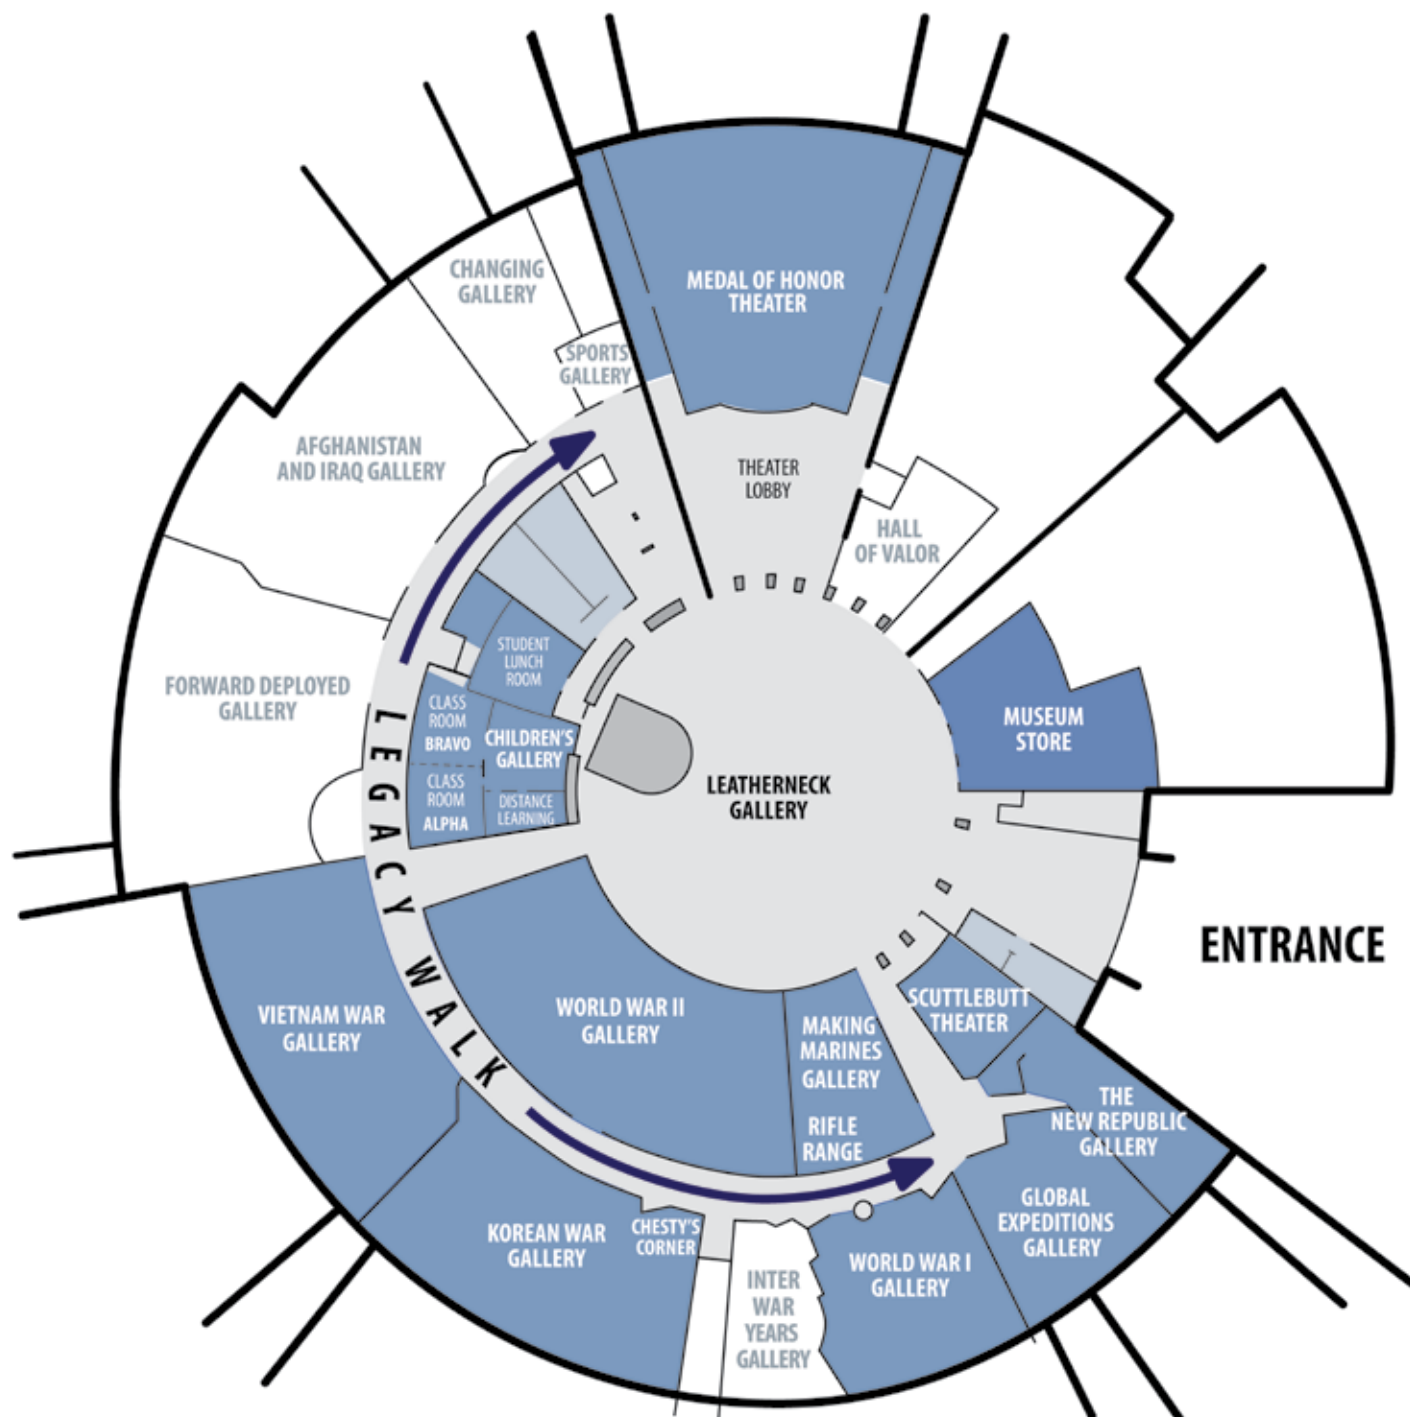 MEDAL OF HONOR
THEATER
CHANGING
GALLERY
SPORTS
GALLERY
AFGHANISTAN
AND IRAQ GALLERY
THEATER
LOBBY
HALL
OF VALOR
STUDENT
LUNCH
ROOM
FORWARD DEPLOYED
GALLERY
CLASS
ROOM
BRAVO
CHILDREN'S
GALLERY
CLASS
ROOM
ALPHA
DISTANCE
LEARNING
MUSEUM
STORE
LEATHERNECK
GALLERY
LEGACY WALK
ENTRANCE
VIETNAM WAR
GALLERY
WORLD WAR II
GALLERY
MAKING
MARINES
GALLERY
RIFLE
RANGE
SCUTTLEBUTT
THEATER
THE
NEW REPUBLIC
GALLERY
GLOBAL
EXPEDITIONS
GALLERY
KOREAN WAR
GALLERY
CHESTY'S
CORNER
INTER
WAR
YEARS
GALLERY
WORLD WAR I
GALLERY